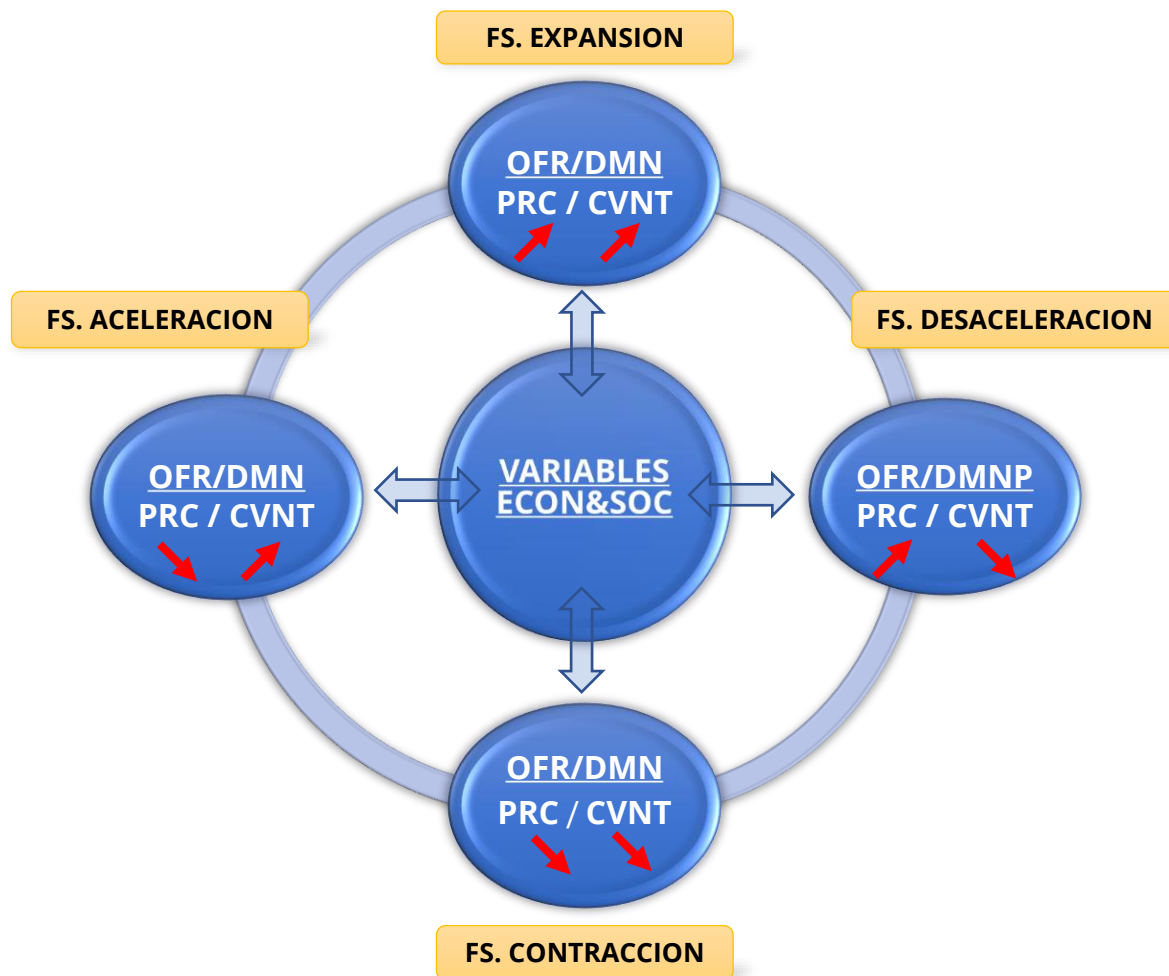 FS. EXPANSION
OFR/DMN
PRC / CVNT
FS. ACELERACION
FS. DESACELERACION
OFR/DMN
PRC / CVNT
VARIABLES
ECON&SOC
OFR/DMNP
PRC / CVNT
OFR/DMN
PRC / CVNT
FS. CONTRACCION